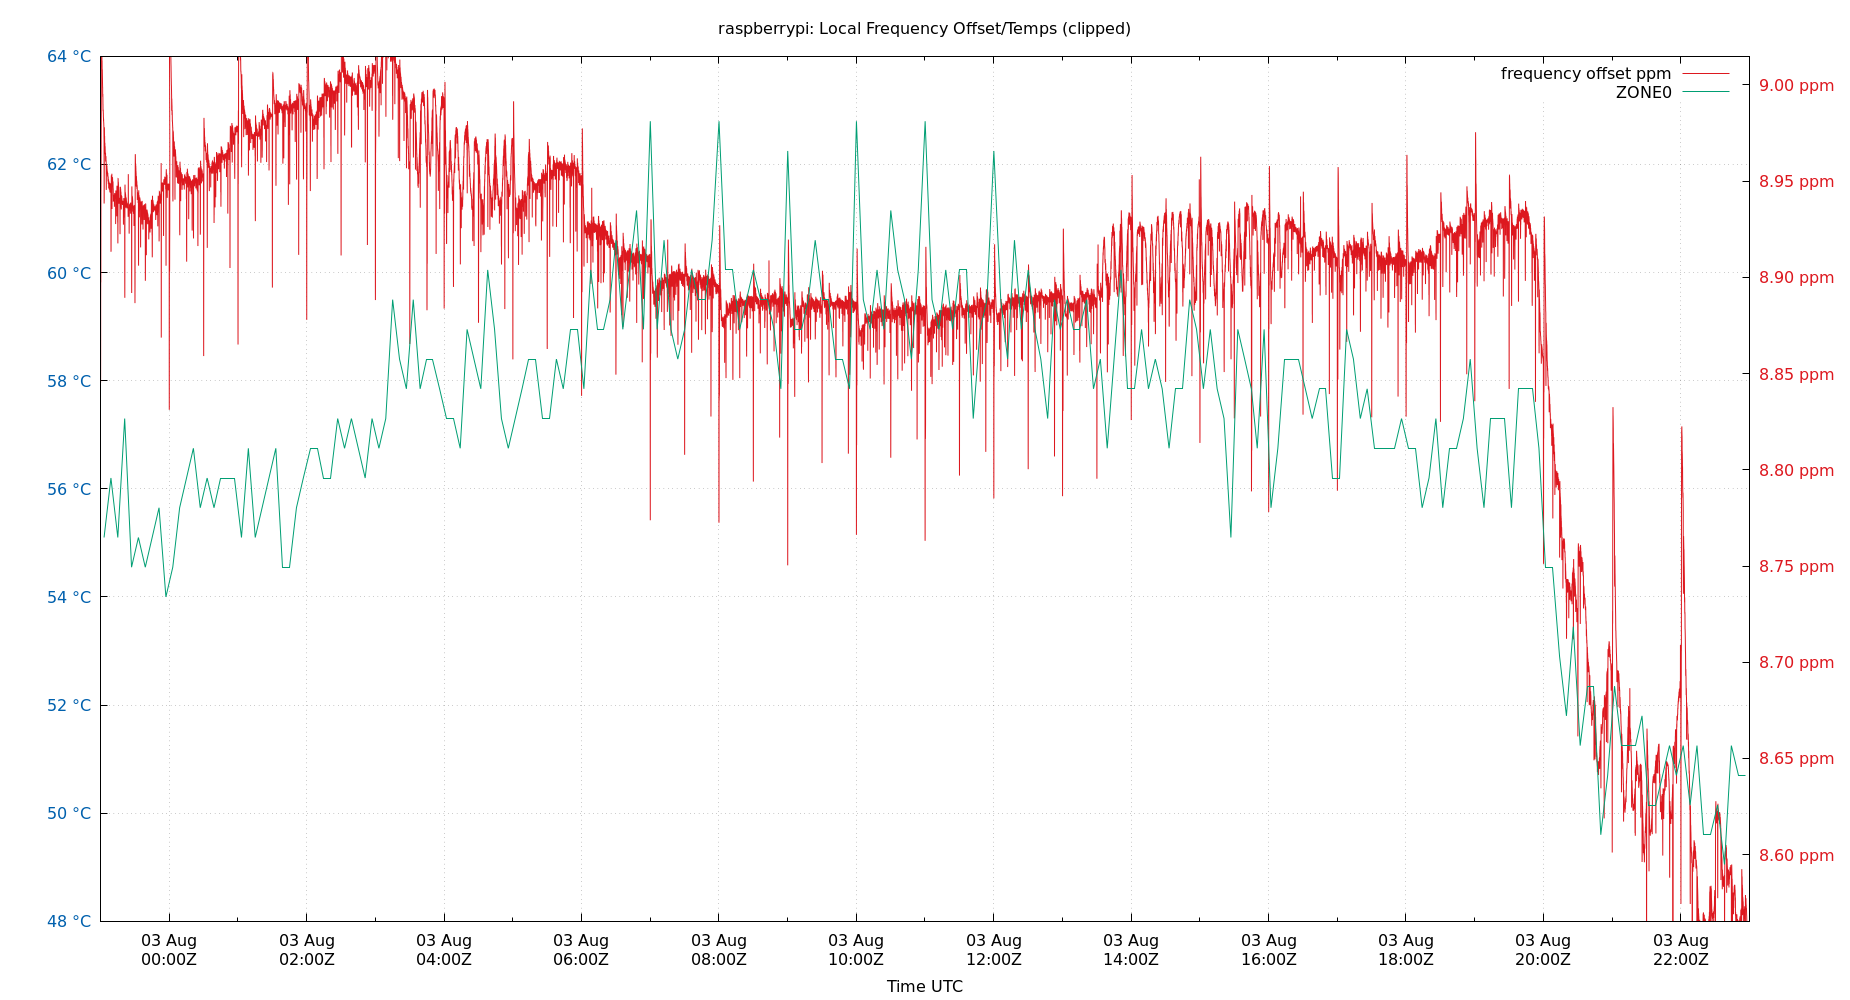 raspberrypi: Local Frequency Offset/Temps (clipped)
64 °C
62 °C
60 °C
58 °C
56 °C
54 °C
52 °C
50 °C
48 °C
frequency offset ppm
ZONE0
9.00 ppm
8.95 ppm
8.90 ppm
8.85 ppm
8.80 ppm
8.75 ppm
8.70 ppm
8.65 ppm
8.60 ppm
03 Aug
00:00Z
03 Aug
02:00Z
03 Aug
04:00Z
03 Aug
06:00Z
03 Aug
08:00Z
03 Aug
10:00Z
03 Aug
12:00Z
03 Aug
14:00Z
03 Aug
16:00Z
03 Aug
18:00Z
03 Aug
20:00Z
03 Aug
22:00Z
Time UTC